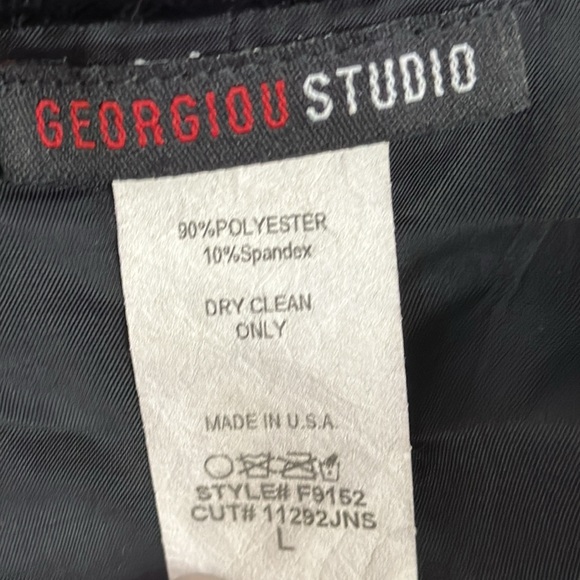 GEORGIOU STUDIO
90%POLYESTER
10%Spandex
DRY CLEAN
ONLY
MADE IN U.S.A.
STYLE# F9152
CUT# 11292JNS
L